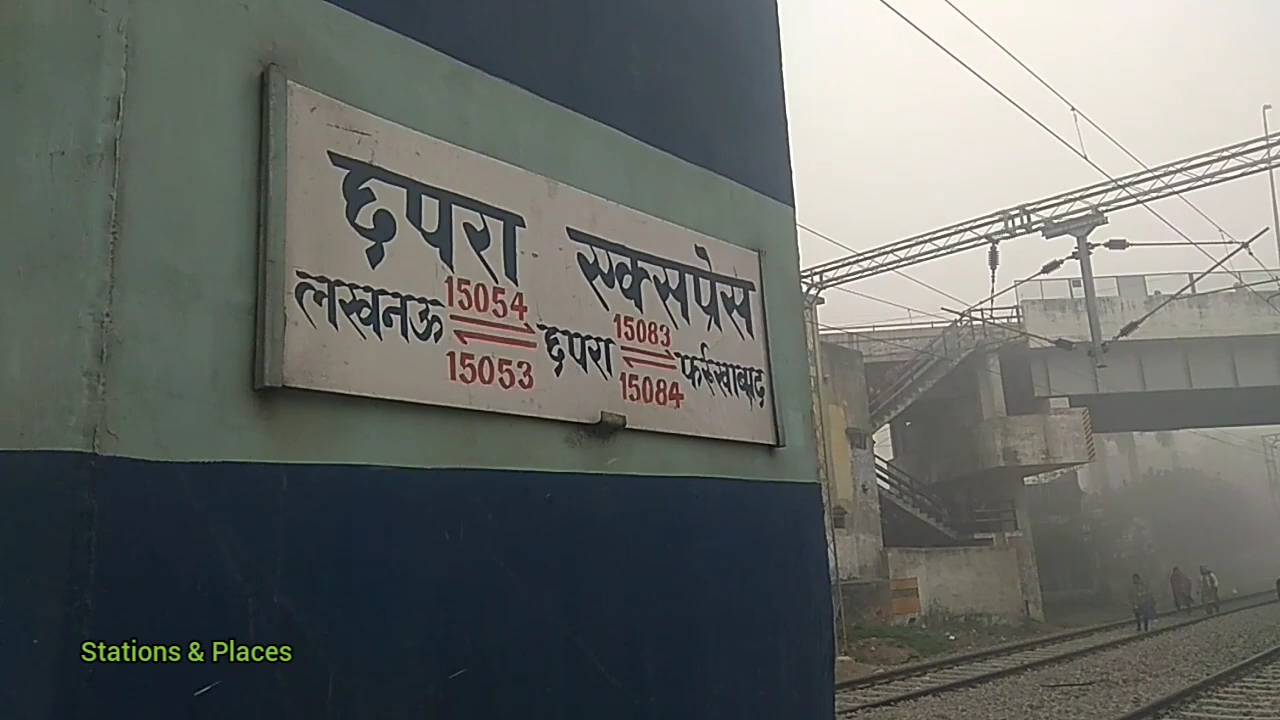 छपरा एक्सप्रेस
लखनऊ 15054 ⇌ 15053 छपरा 15083 ⇌ 15084 फर्रूखाबाद
Stations & Places